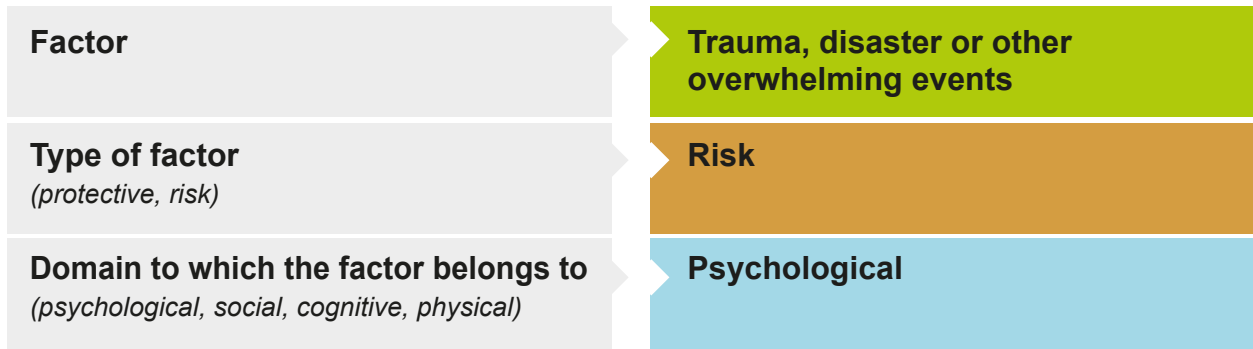 Factor
Trauma, disaster or other
overwhelming events
Type of factor
(protective, risk)
Risk
Domain to which the factor belongs to
(psychological, social, cognitive, physical)
Psychological